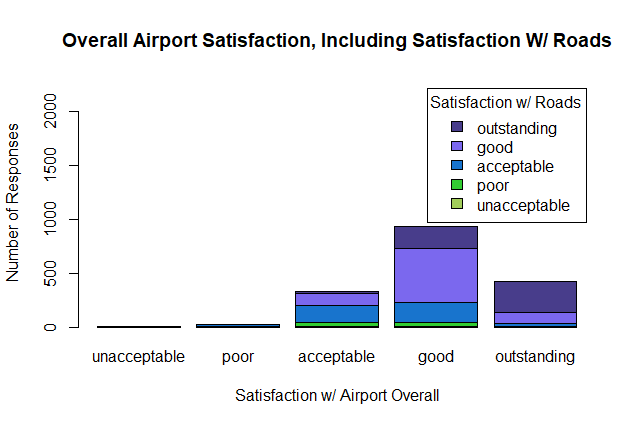 Overall Airport Satisfaction, Including Satisfaction W/ Roads
Satisfaction w/ Roads
outstanding
good
acceptable
poor
unacceptable
Number of Responses
2000
1500
1000
500
0
unacceptable poor acceptable good outstanding
Satisfaction w/ Airport Overall